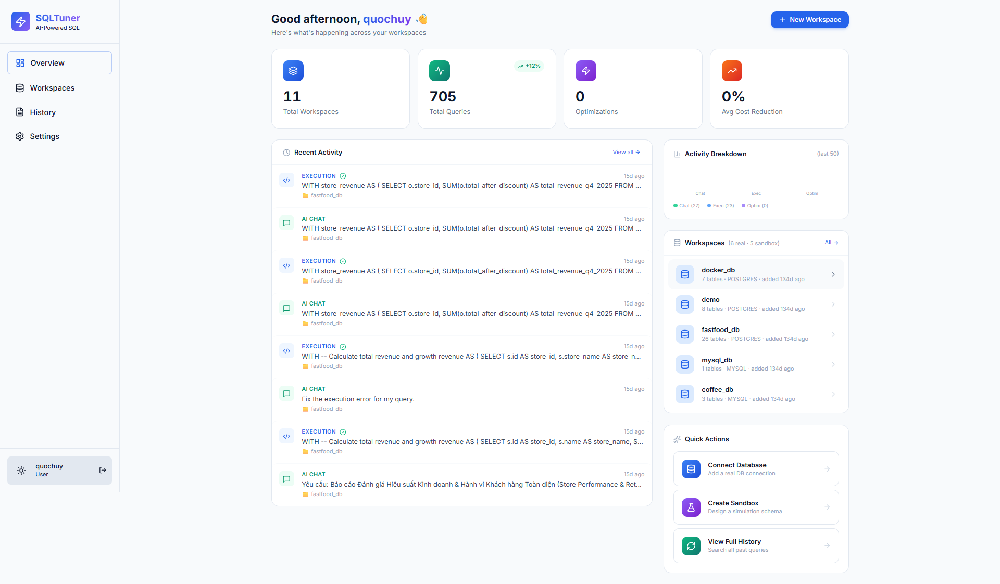 SQLTuner
AI-Powered SQL
Overview
Workspaces
History
Settings
quochuy
User
Good afternoon, quochuy 👋
Here's what's happening across your workspaces
New Workspace
11
Total Workspaces
+12%
705
Total Queries
0
Optimizations
0%
Avg Cost Reduction
Recent Activity
View all →
EXECUTION
15d ago
WITH store_revenue AS ( SELECT o.store_id, SUM(o.total_after_discount) AS total_revenue_q4_2025 FROM ...
fastfood_db
AI CHAT
15d ago
WITH store_revenue AS ( SELECT o.store_id, SUM(o.total_after_discount) AS total_revenue_q4_2025 FROM ...
fastfood_db
EXECUTION
15d ago
WITH store_revenue AS ( SELECT o.store_id, SUM(o.total_after_discount) AS total_revenue_q4_2025 FROM ...
fastfood_db
AI CHAT
15d ago
WITH store_revenue AS ( SELECT o.store_id, SUM(o.total_after_discount) AS total_revenue_q4_2025 FROM ...
fastfood_db
EXECUTION
15d ago
WITH -- Calculate total revenue and growth revenue AS ( SELECT s.id AS store_id, s.store_name AS store_n...
fastfood_db
AI CHAT
15d ago
Fix the execution error for my query.
fastfood_db
EXECUTION
15d ago
WITH -- Calculate total revenue and growth revenue AS ( SELECT s.id AS store_id, s.name AS store_name, S...
fastfood_db
AI CHAT
15d ago
Yêu cầu: Báo cáo Đánh giá Hiệu suất Kinh doanh & Hành vi Khách hàng Toàn diện (Store Performance & Ret...
fastfood_db
Activity Breakdown
(last 50)
Chat Exec Optim
Chat (27) Exec (23) Optim (0)
Workspaces (6 real · 5 sandbox)
All →
docker_db
7 tables · POSTGRES · added 134d ago
demo
8 tables · POSTGRES · added 134d ago
fastfood_db
26 tables · POSTGRES · added 134d ago
mysql_db
1 tables · MYSQL · added 134d ago
coffee_db
3 tables · MYSQL · added 134d ago
Quick Actions
Connect Database
Add a real DB connection
Create Sandbox
Design a simulation schema
View Full History
Search all past queries